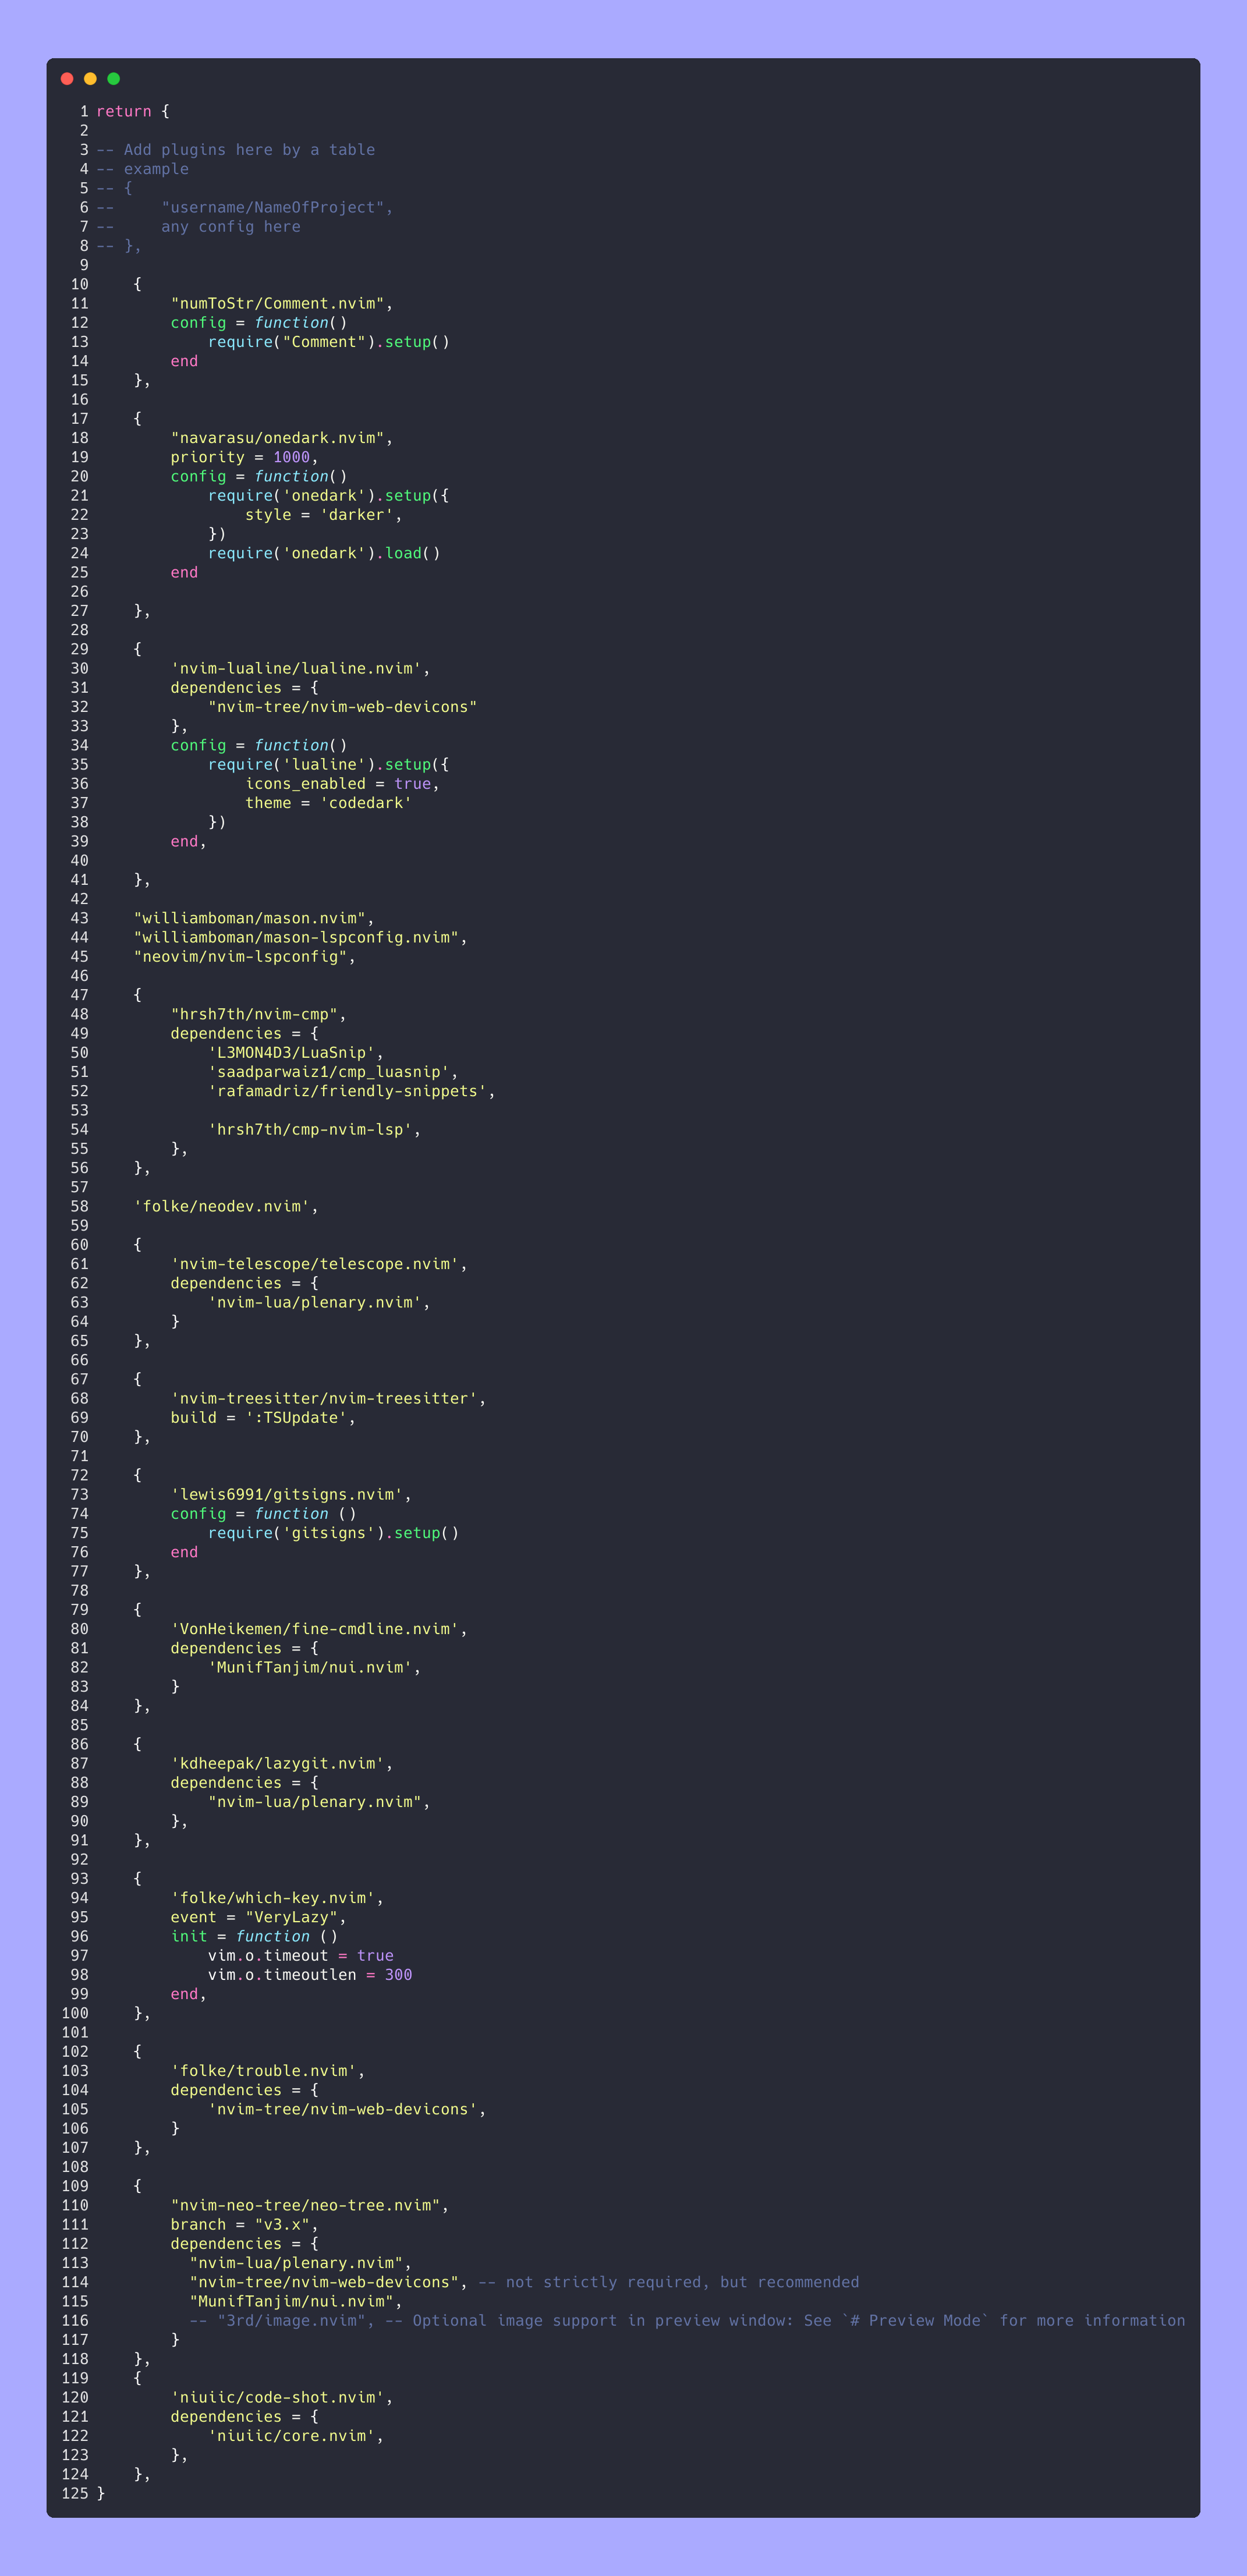 1 return {
2
3 -- Add plugins here by a table
4 -- example
5 -- {
6 --     "username/NameOfProject",
7 --     any config here
8 -- },
9
10     {
11         "numToStr/Comment.nvim",
12         config = function()
13             require("Comment").setup()
14         end
15     },
16
17     {
18         "navarasu/onedark.nvim",
19         priority = 1000,
20         config = function()
21             require('onedark').setup({
22                 style = 'darker',
23             })
24             require('onedark').load()
25         end
26
27     },
28
29     {
30         'nvim-lualine/lualine.nvim',
31         dependencies = {
32             "nvim-tree/nvim-web-devicons"
33         },
34         config = function()
35             require('lualine').setup({
36                 icons_enabled = true,
37                 theme = 'codedark'
38             })
39         end,
40
41     },
42
43     "williamboman/mason.nvim",
44     "williamboman/mason-lspconfig.nvim",
45     "neovim/nvim-lspconfig",
46
47     {
48         "hrsh7th/nvim-cmp",
49         dependencies = {
50             'L3MON4D3/LuaSnip',
51             'saadparwaiz1/cmp_luasnip',
52             'rafamadriz/friendly-snippets',
53
54             'hrsh7th/cmp-nvim-lsp',
55         },
56     },
57
58     'folke/neodev.nvim',
59
60     {
61         'nvim-telescope/telescope.nvim',
62         dependencies = {
63             'nvim-lua/plenary.nvim',
64         }
65     },
66
67     {
68         'nvim-treesitter/nvim-treesitter',
69         build = ':TSUpdate',
70     },
71
72     {
73         'lewis6991/gitsigns.nvim',
74         config = function ()
75             require('gitsigns').setup()
76         end
77     },
78
79     {
80         'VonHeikemen/fine-cmdline.nvim',
81         dependencies = {
82             'MunifTanjim/nui.nvim',
83         }
84     },
85
86     {
87         'kdheepak/lazygit.nvim',
88         dependencies = {
89             "nvim-lua/plenary.nvim",
90         },
91     },
92
93     {
94         'folke/which-key.nvim',
95         event = "VeryLazy",
96         init = function ()
97             vim.o.timeout = true
98             vim.o.timeoutlen = 300
99         end,
100     },
101
102     {
103         'folke/trouble.nvim',
104         dependencies = {
105             'nvim-tree/nvim-web-devicons',
106         }
107     },
108
109     {
110         "nvim-neo-tree/neo-tree.nvim",
111         branch = "v3.x",
112         dependencies = {
113           "nvim-lua/plenary.nvim",
114           "nvim-tree/nvim-web-devicons", -- not strictly required, but recommended
115           "MunifTanjim/nui.nvim",
116           -- "3rd/image.nvim", -- Optional image support in preview window: See `# Preview Mode` for more information
117         }
118     },
119     {
120         'niuiic/code-shot.nvim',
121         dependencies = {
122             'niuiic/core.nvim',
123         },
124     },
125 }